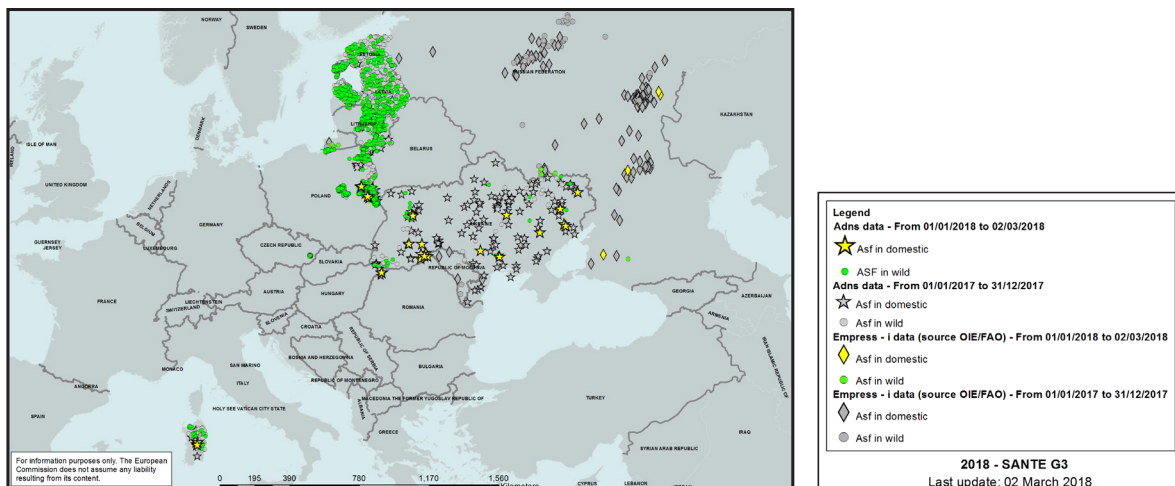 NORWAY
SWEDEN
ESTONIA
RUSSIAN FEDERATION
LATVIA
DENMARK
LITHUANIA
KAZAKHSTAN
ISLE OF MAN
IRELAND
BELARUS
UNITED KINGDOM
POLAND
NETHERLANDS
GERMANY
BELGIUM
UKRAINE
GUERNSEY
JERSEY
LUXEMBOURG
CZECH REPUBLIC
SLOVAKIA
REPUBLIC OF MOLDOVA
AUSTRIA
FRANCE
LIECHTENSTEIN
HUNGARY
SWITZERLAND
ROMANIA
SLOVENIA
GEORGIA
AZERBAIJAN
CROATIA
ARMENIA
BOSNIA AND HERZEGOVINA
REPUBLIC OF SERBIA
IRAN ISLAMIC REPUBLIC OF
MONACO
SAN MARINO
BULGARIA
ITALY
REPUBLIC OF MONTENEGRO
ANDORRA
MACEDONIA THE FORMER YUGOSLAV REPUBLIC OF
TURKEY
HOLY SEE VATICAN CITY STATE
ALBANIA
SPAIN
GREECE
IRAQ
SYRIAN ARAB REPUBLIC
For information purposes only. The European
Commission does not assume any liability
resulting from its content.
0 195 390 780 1,170 1,560
Kilometers
CYPRUS
LEBANON
Legend
Adns data - From 01/01/2018 to 02/03/2018
Asf in domestic
ASF in wild
Adns data - From 01/01/2017 to 31/12/2017
Asf in domestic
Asf in wild
Empress - i data (source OIE/FAO) - From 01/01/2018 to 02/03/2018
Asf in domestic
Asf in wild
Empress - i data (source OIE/FAO) - From 01/01/2017 to 31/12/2017
Asf in domestic
Asf in wild
2018 - SANTE G3
Last update: 02 March 2018